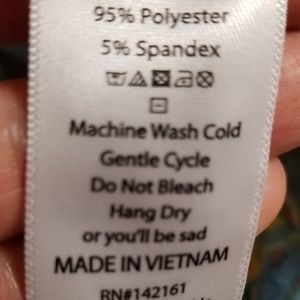 95% Polyester
5% Spandex
Machine Wash Cold
Gentle Cycle
Do Not Bleach
Hang Dry
or you'll be sad
MADE IN VIETNAM
RN#142161